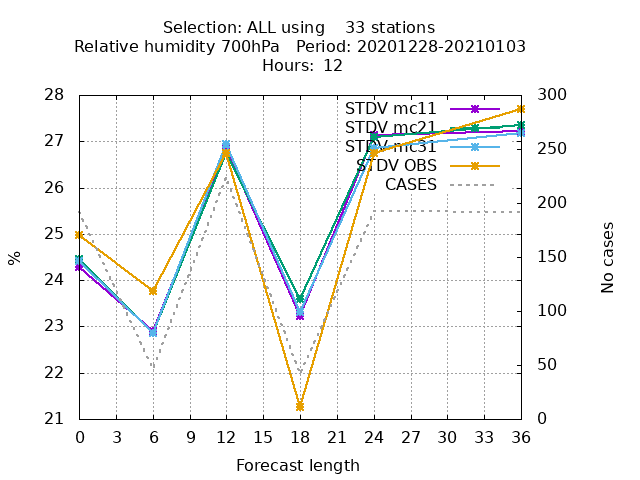 Selection: ALL using    33 stations
Relative humidity 700hPa   Period: 20201228-20210103
Hours:  12
28
27
26
25
24
23
22
21
%
300
250
200
150
100
50
0
No cases
STDV mc11
STDV mc21
STDV mc31
STDV OBS
CASES
0 3 6 9 12 15 18 21 24 27 30 33 36
Forecast length